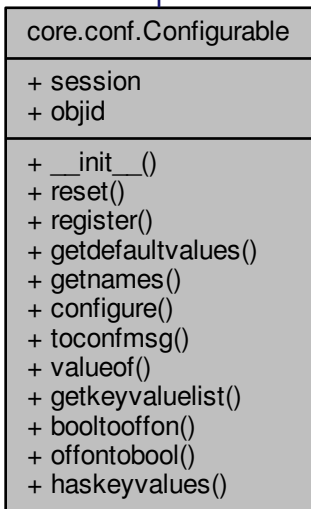 core.conf.Configurable
+ session
+ objid
+ __init__()
+ reset()
+ register()
+ getdefaultvalues()
+ getnames()
+ configure()
+ toconfmsg()
+ valueof()
+ getkeyvaluelist()
+ booltooffon()
+ offontobool()
+ haskeyvalues()